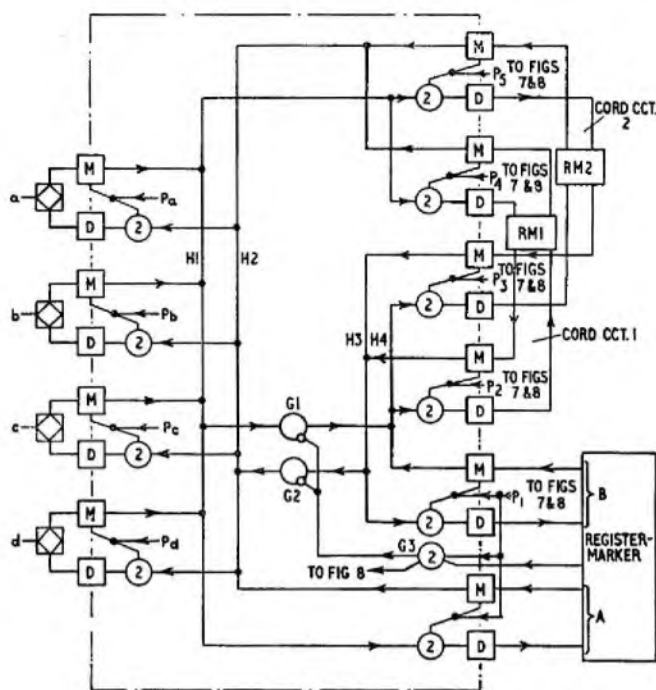 M
P5 TO FIGS
7&8
2
D
CORD CCT.
2
M
a
M
Pa
P4 TO FIGS
7 & 8
RM2
2
D
D
2
RM1
H1
H2
M
b
M
Pb
P3 TO FIGS
7 & 8
2
D
D
2
H3
H4
CORD CCT. 1
M
c
M
Pc
P2 TO FIGS
7 & 8
G1
2
D
D
2
G2
M
TO FIGS
7 & 8
B
P1
d
M
Pd
2
D
REGISTER-
MARKER
G3
2
D
2
TO FIG 8
M
A
2
D